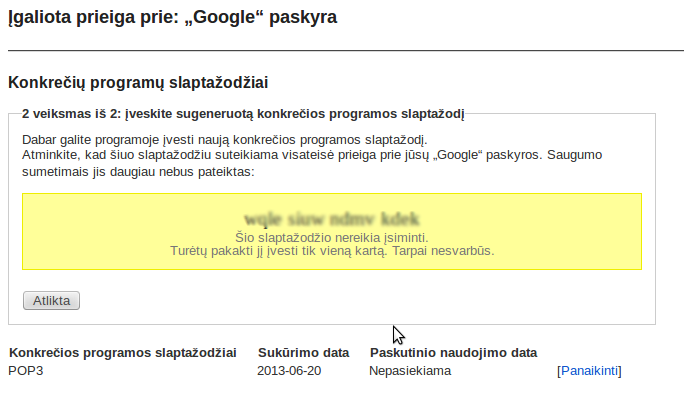 Įgaliota prieiga prie: „Google“ paskyra
Konkrečių programų slaptažodžiai
2 veiksmas iš 2: įveskite sugeneruotą konkrečios programos slaptažodį
Dabar galite programoje įvesti naują konkrečios programos slaptažodį.
Atminkite, kad šiuo slaptažodžiu suteikiama visateisė prieiga prie jūsų „Google“ paskyros. Saugumo
sumetimais jis daugiau nebus pateiktas:
Šio slaptažodžio nereikia įsiminti.
Turėtų pakakti jį įvesti tik vieną kartą. Tarpai nesvarbūs.
Atlikta
Konkrečios programos slaptažodžiai Sukūrimo data Paskutinio naudojimo data
POP3 2013-06-20 Nepasiekiama [Panaikinti]